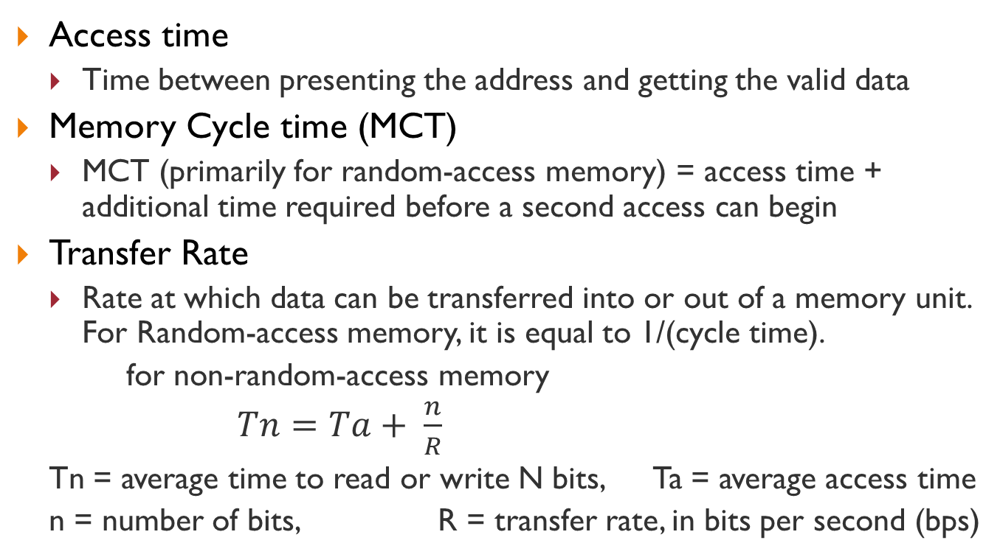 Access time
Time between presenting the address and getting the valid data
Memory Cycle time (MCT)
MCT (primarily for random-access memory) = access time +
additional time required before a second access can begin
Transfer Rate
Rate at which data can be transferred into or out of a memory unit.
For Random-access memory, it is equal to 1/(cycle time).
for non-random-access memory
Tn = Ta + n/R
Tn = average time to read or write N bits, Ta = average access time
n = number of bits, R = transfer rate, in bits per second (bps)